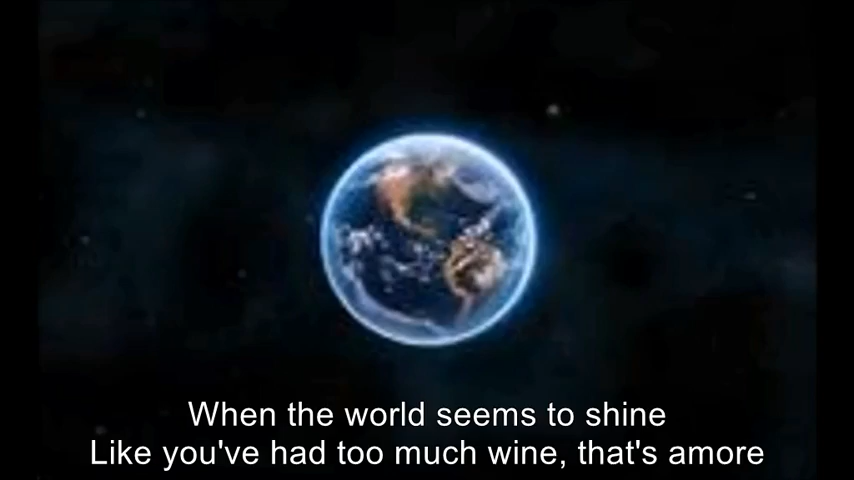 When the world seems to shine
Like you've had too much wine, that's amore